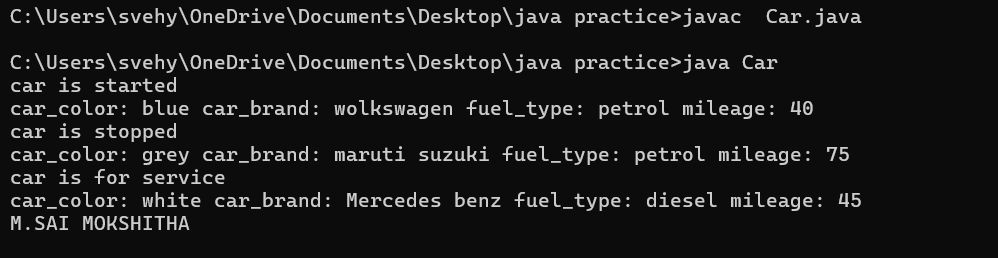 C:\Users\svehy\OneDrive\Documents\Desktop\java practice>javac  Car.java
C:\Users\svehy\OneDrive\Documents\Desktop\java practice>java Car
car is started
car_color: blue car_brand: wolkswagen fuel_type: petrol mileage: 40
car is stopped
car_color: grey car_brand: maruti suzuki fuel_type: petrol mileage: 75
car is for service
car_color: white car_brand: Mercedes benz fuel_type: diesel mileage: 45
M.SAI MOKSHITHA